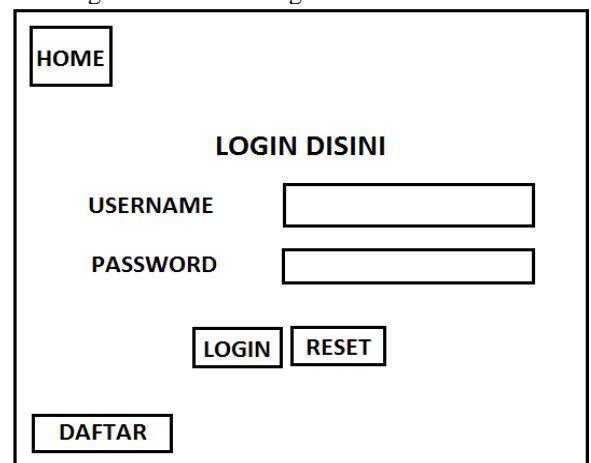 HOME
LOGIN DISINI
USERNAME
PASSWORD
LOGIN RESET
DAFTAR